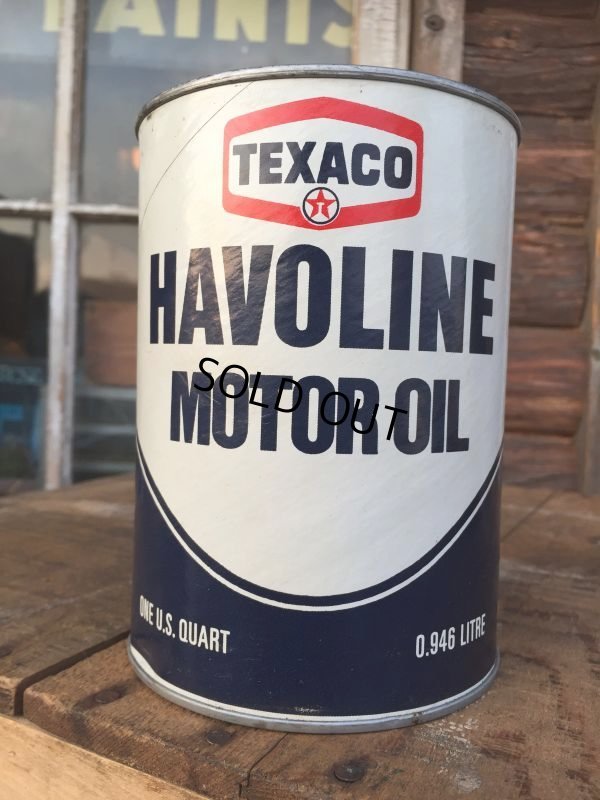 PAINTS
TEXACO
T
HAVOLINE
MOTOR OIL
SOLD OUT
ONE U.S. QUART
0.946 LITRE